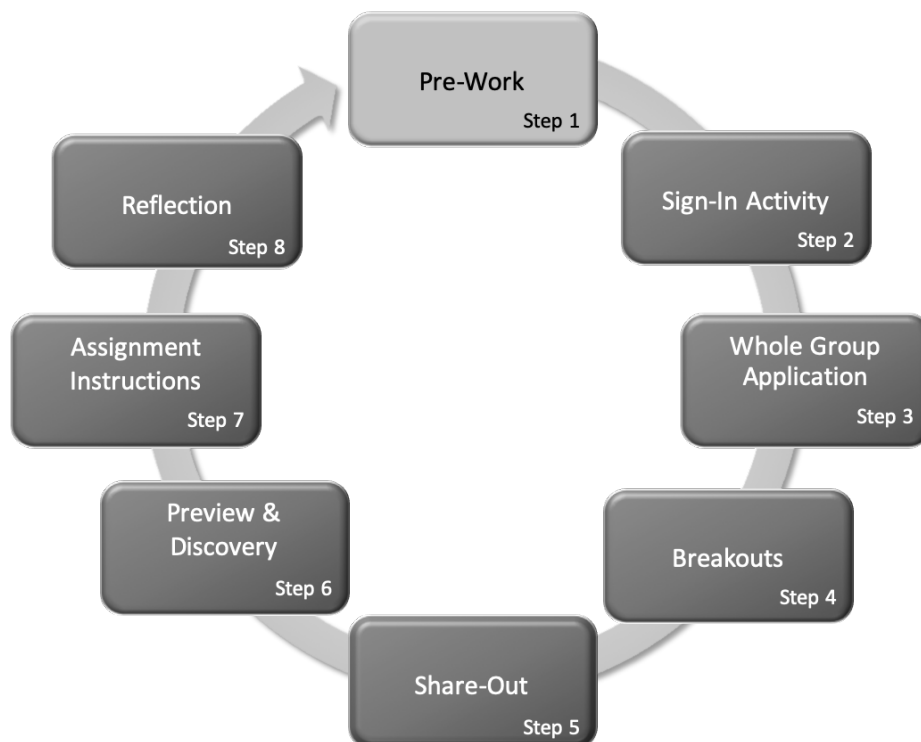 Pre-Work
Step 1
Sign-In Activity
Step 2
Whole Group
Application
Step 3
Breakouts
Step 4
Share-Out
Step 5
Preview &
Discovery
Step 6
Assignment
Instructions
Step 7
Reflection
Step 8